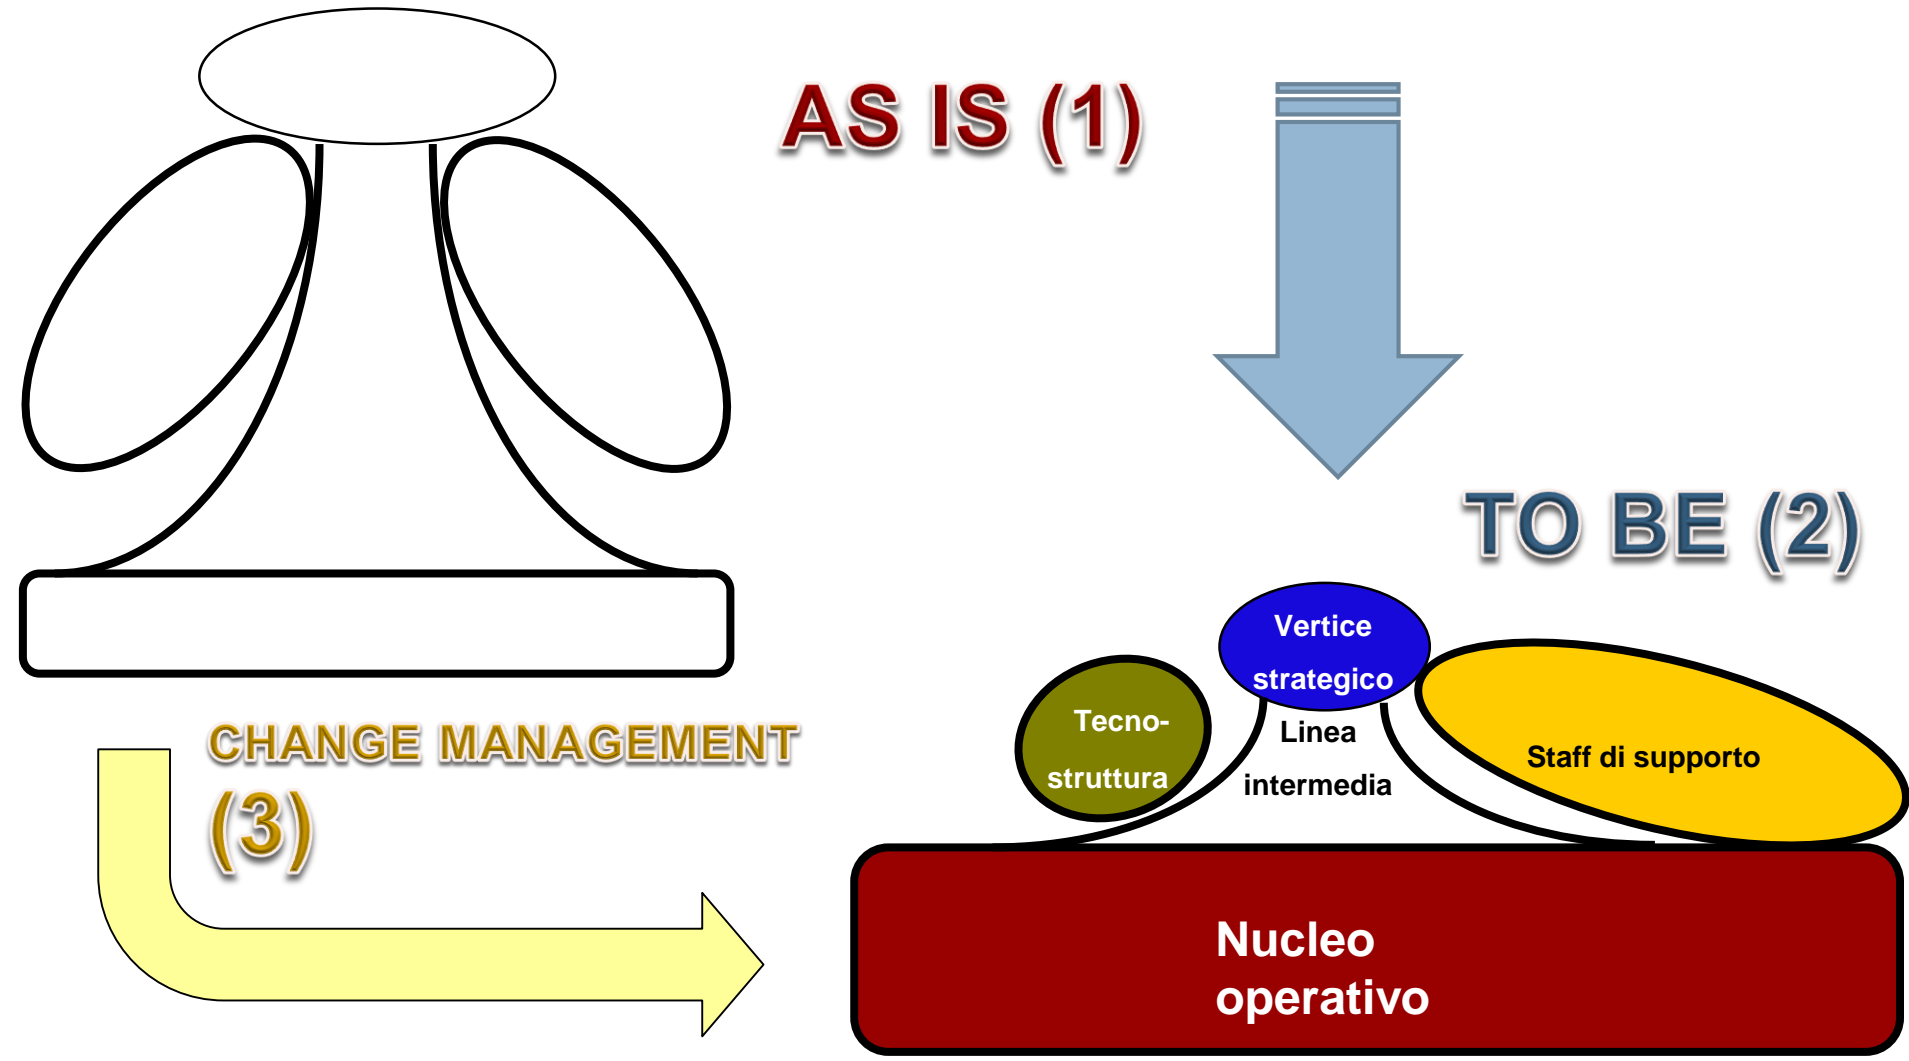 AS IS (1)
TO BE (2)
CHANGE MANAGEMENT
(3)
Vertice
strategico
Tecno-
struttura
Linea
intermedia
Staff di supporto
Nucleo
operativo